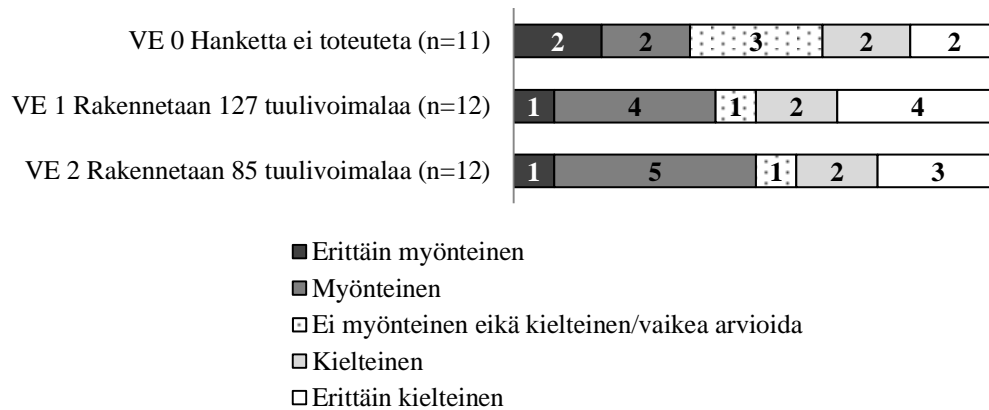 VE 0 Hanketta ei toteuteta (n=11) 2 2 3 2 2
VE 1 Rakennetaan 127 tuulivoimalaa (n=12) 1 4 1 2 4
VE 2 Rakennetaan 85 tuulivoimalaa (n=12) 1 5 1 2 3
Erittäin myönteinen
Myönteinen
Ei myönteinen eikä kielteinen/vaikea arvioida
Kielteinen
Erittäin kielteinen